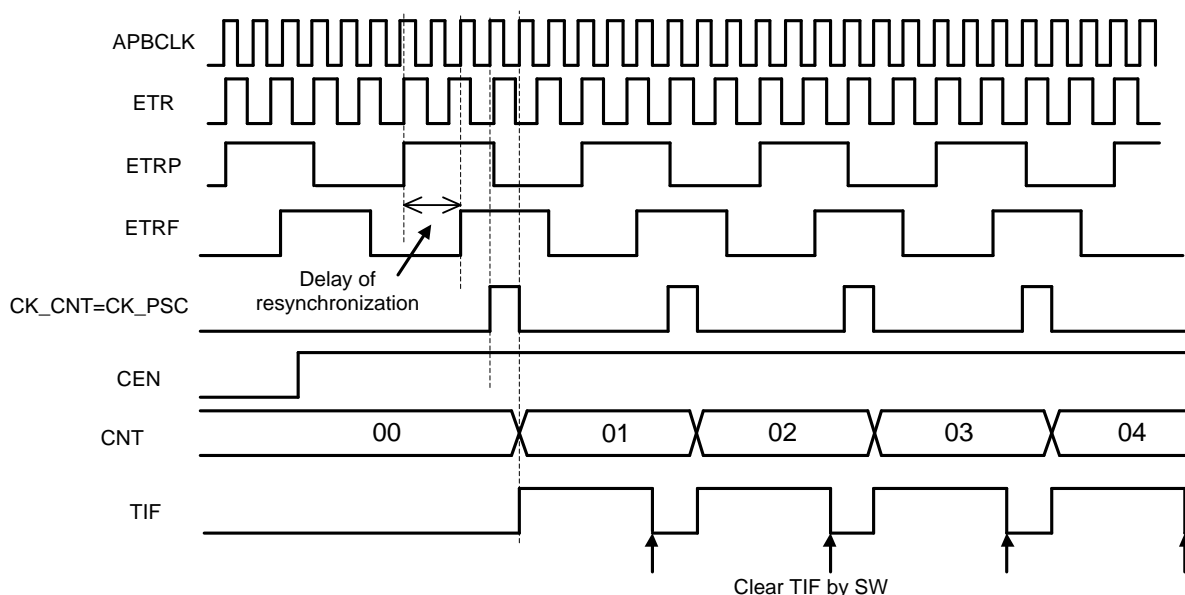 APBCLK
ETR
ETRP
ETRF
Delay of
resynchronization
CK_CNT=CK_PSC
CEN
CNT
00
01
02
03
04
TIF
Clear TIF by SW